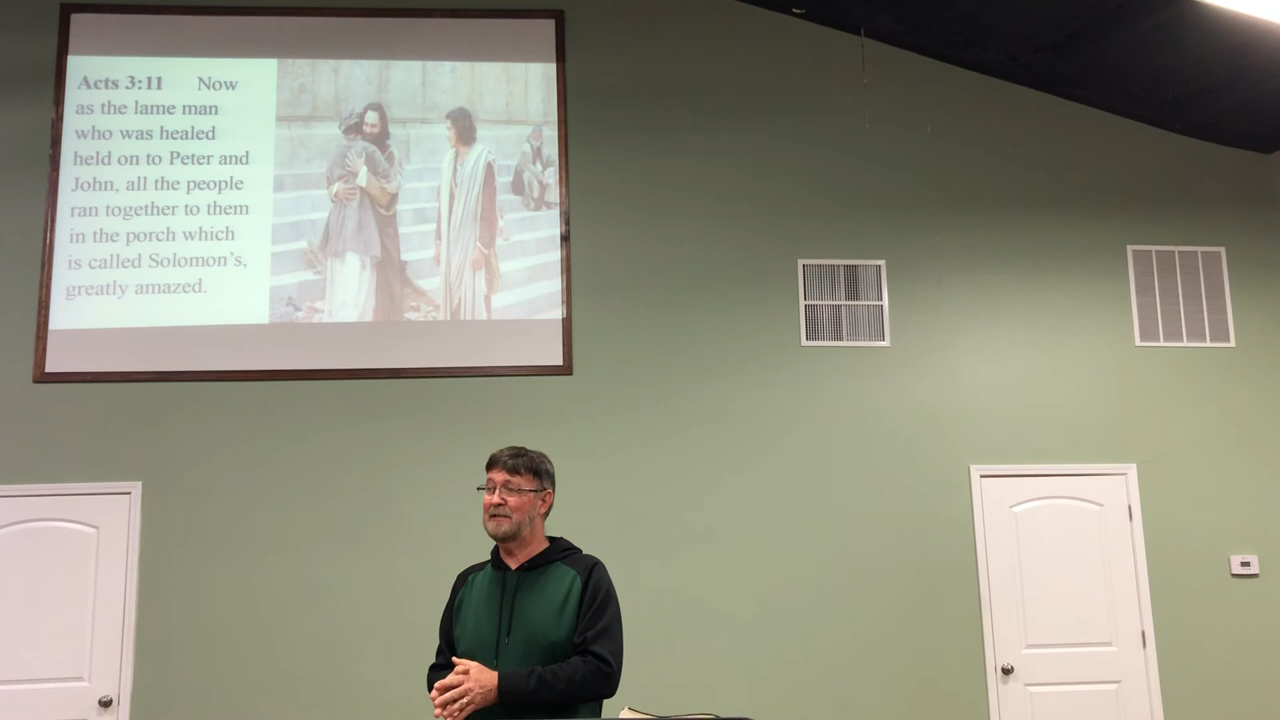 Acts 3:11 Now
as the lame man
who was healed
held on to Peter and
John, all the people
ran together to them
in the porch which
is called Solomon's,
greatly amazed.